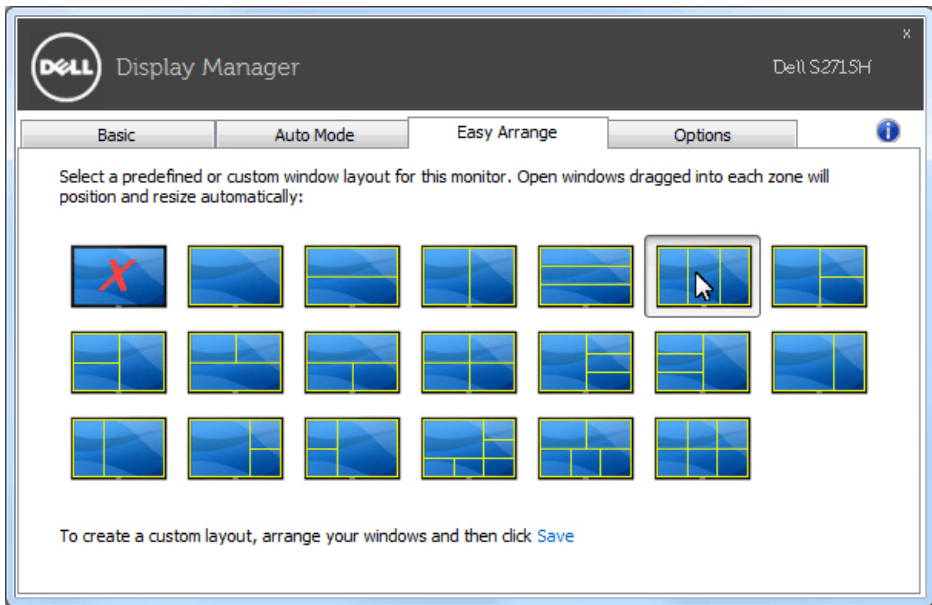 x
DELL Display Manager Dell S2715H
Basic Auto Mode Easy Arrange Options i
Select a predefined or custom window layout for this monitor. Open windows dragged into each zone will
position and resize automatically:
X
To create a custom layout, arrange your windows and then click Save